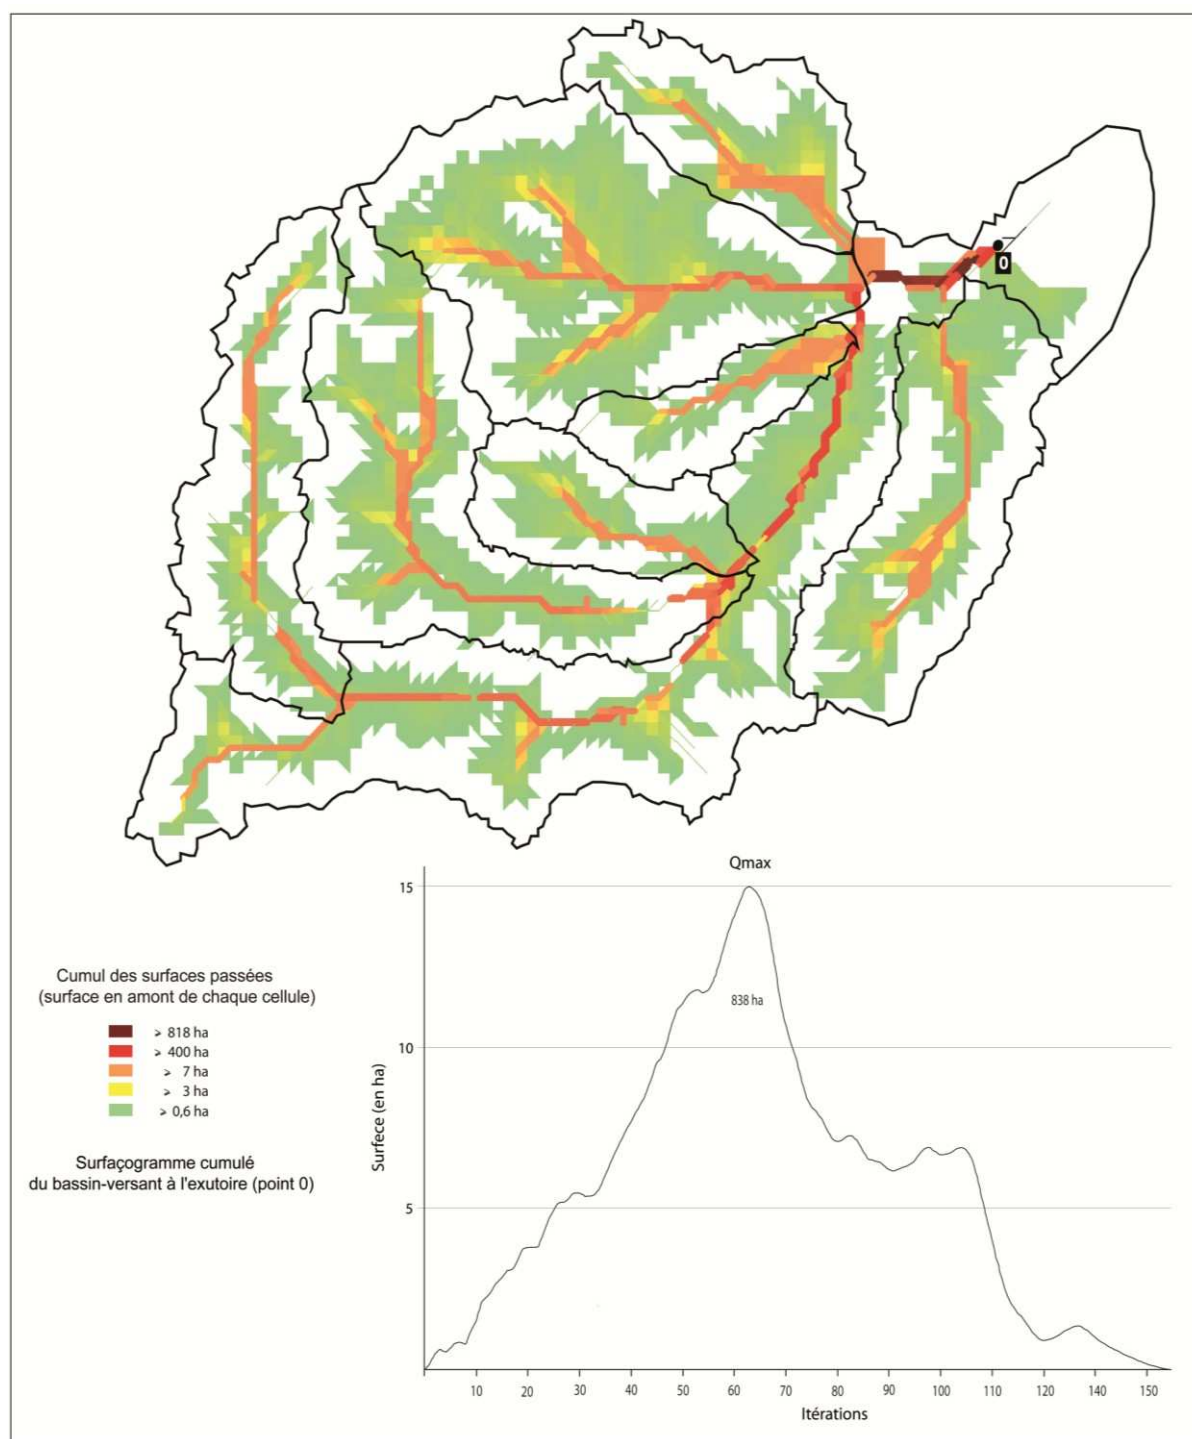 0
Qmax
15
838 ha
10
5
Surfece (en ha)
10 20 30 40 50 60 70 80 90 100 110 120 140 150
Itérations
Cumul des surfaces passées
(surface en amont de chaque cellule)
⩾ 818 ha
⩾ 400 ha
⩾ 7 ha
⩾ 3 ha
⩾ 0,6 ha
Surfaçogramme cumulé
du bassin-versant à l'exutoire (point 0)